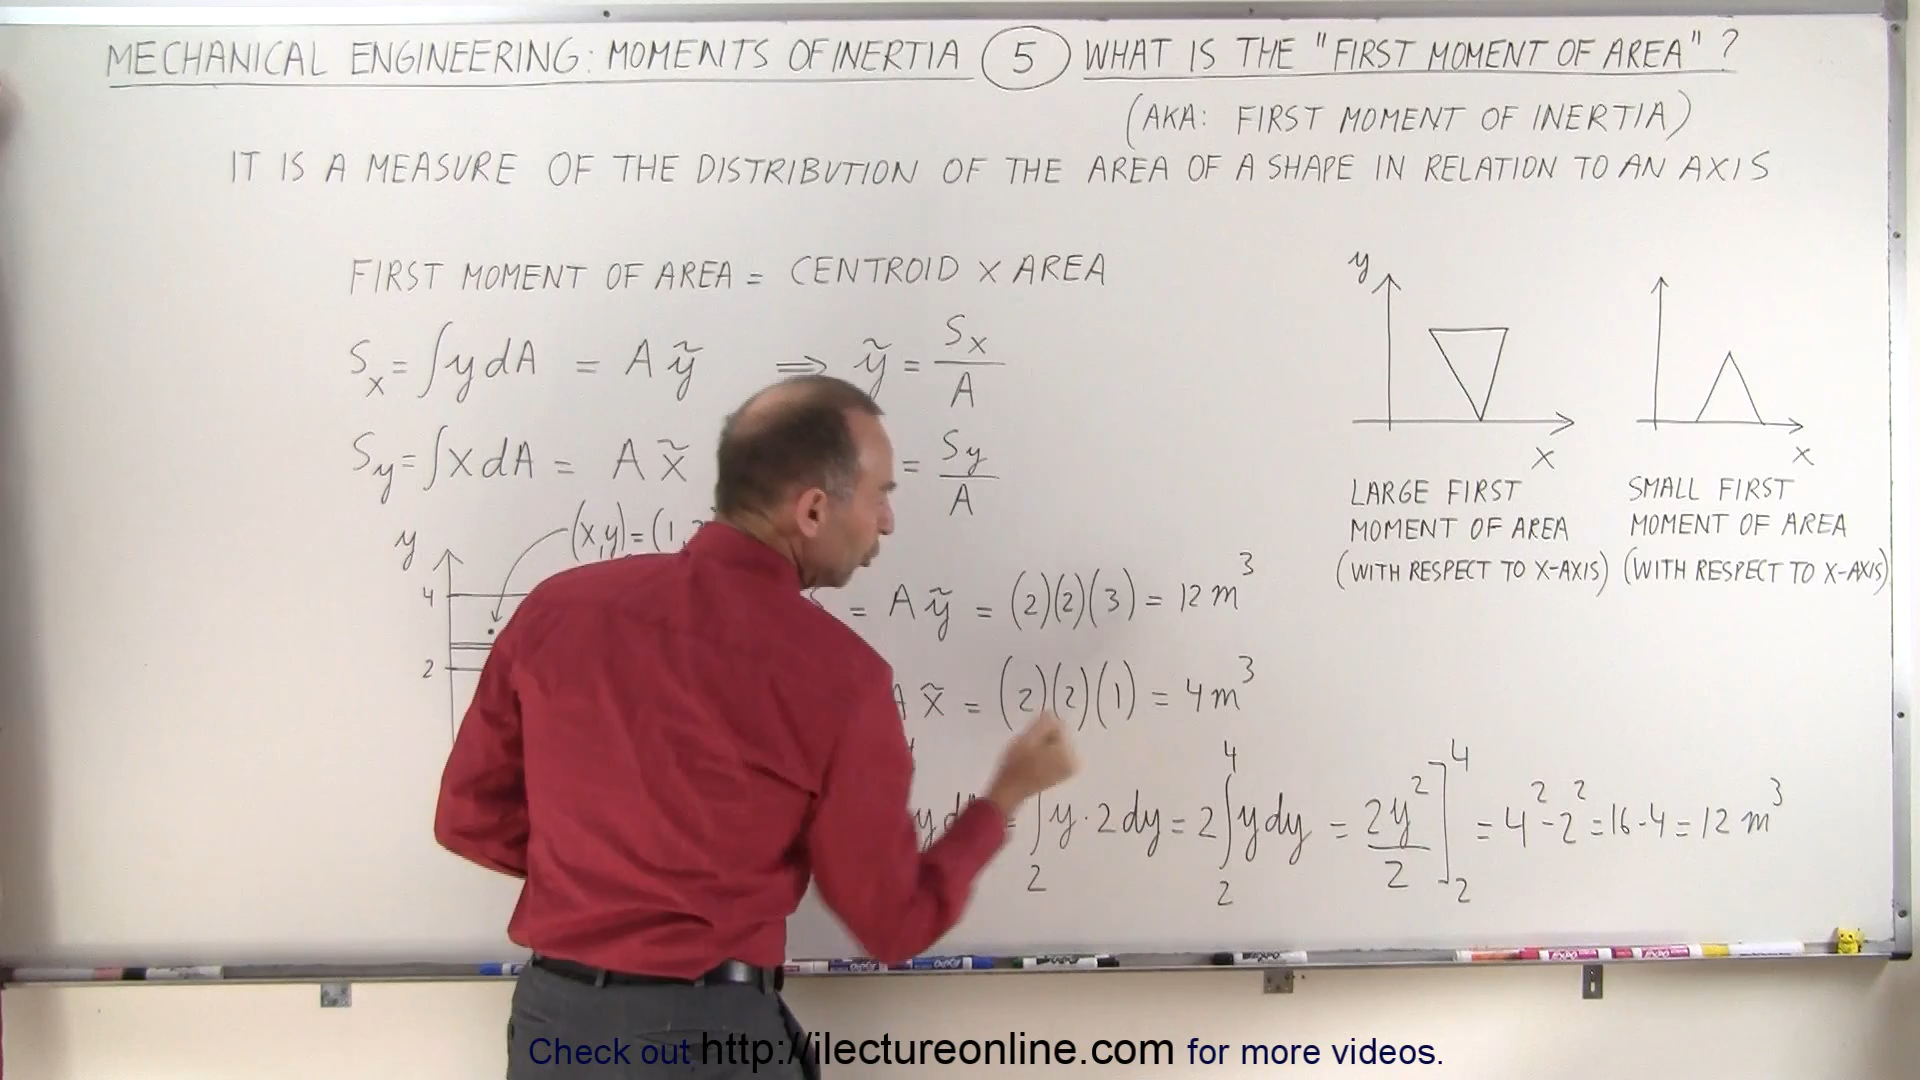 MECHANICAL ENGINEERING: MOMENTS OF INERTIA 5 WHAT IS THE "FIRST MOMENT OF AREA"?
(AKA: FIRST MOMENT OF INERTIA)
IT IS A MEASURE OF THE DISTRIBUTION OF THE AREA OF A SHAPE IN RELATION TO AN AXIS
FIRST MOMENT OF AREA = CENTROID X AREA
Sx = ∫ydA = Aỹ ⇒ ỹ = Sx/A
Sy = ∫xdA = Ax̃ = Sy/A
y
(x,y) = (1,
4
2
= Aỹ = (2)(2)(3) = 12 m³
A x̃ = (2)(2)(1) = 4 m³
= ∫₂ y·2dy = 2∫₂⁴ ydy = 2y²/2]₂⁴ = 4² - 2² = 16 - 4 = 12 m³
y
x
LARGE FIRST
MOMENT OF AREA
(WITH RESPECT TO X-AXIS)
x
SMALL FIRST
MOMENT OF AREA
(WITH RESPECT TO X-AXIS)
Check out http://ilectureonline.com for more videos.